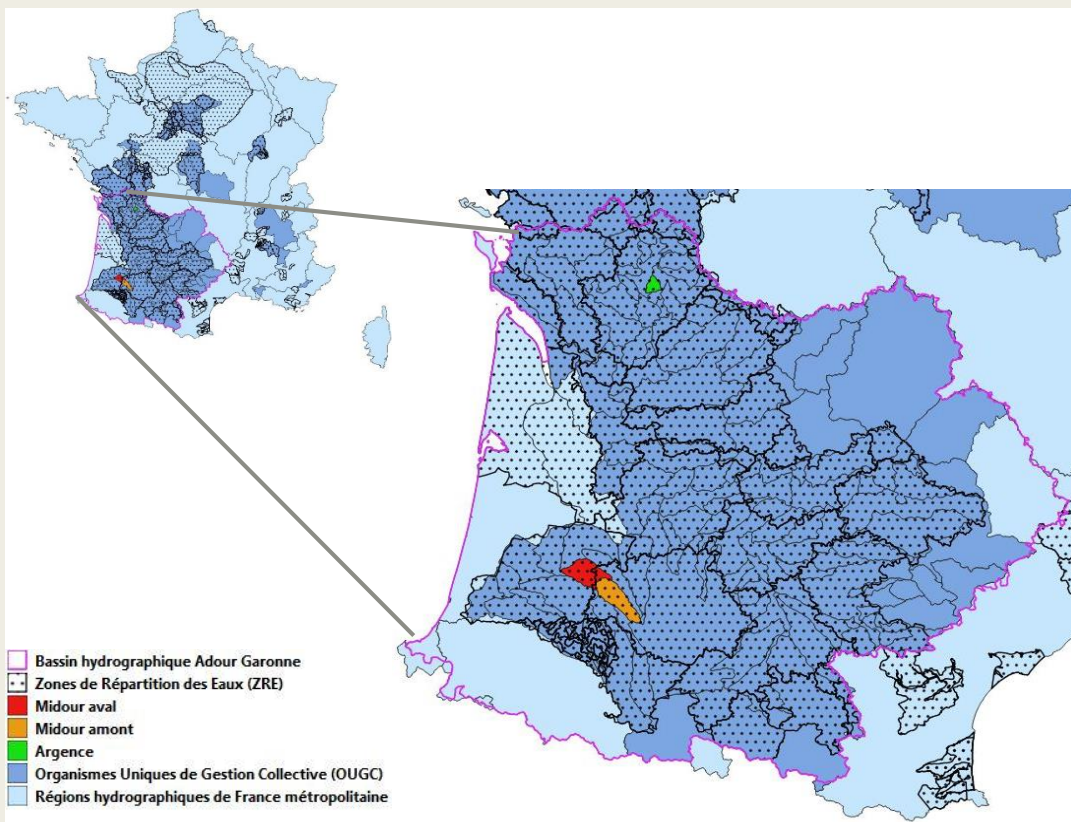 Bassin hydrographique Adour Garonne
Zones de Répartition des Eaux (ZRE)
Midour aval
Midour amont
Argence
Organismes Uniques de Gestion Collective (OUGC)
Régions hydrographiques de France métropolitaine